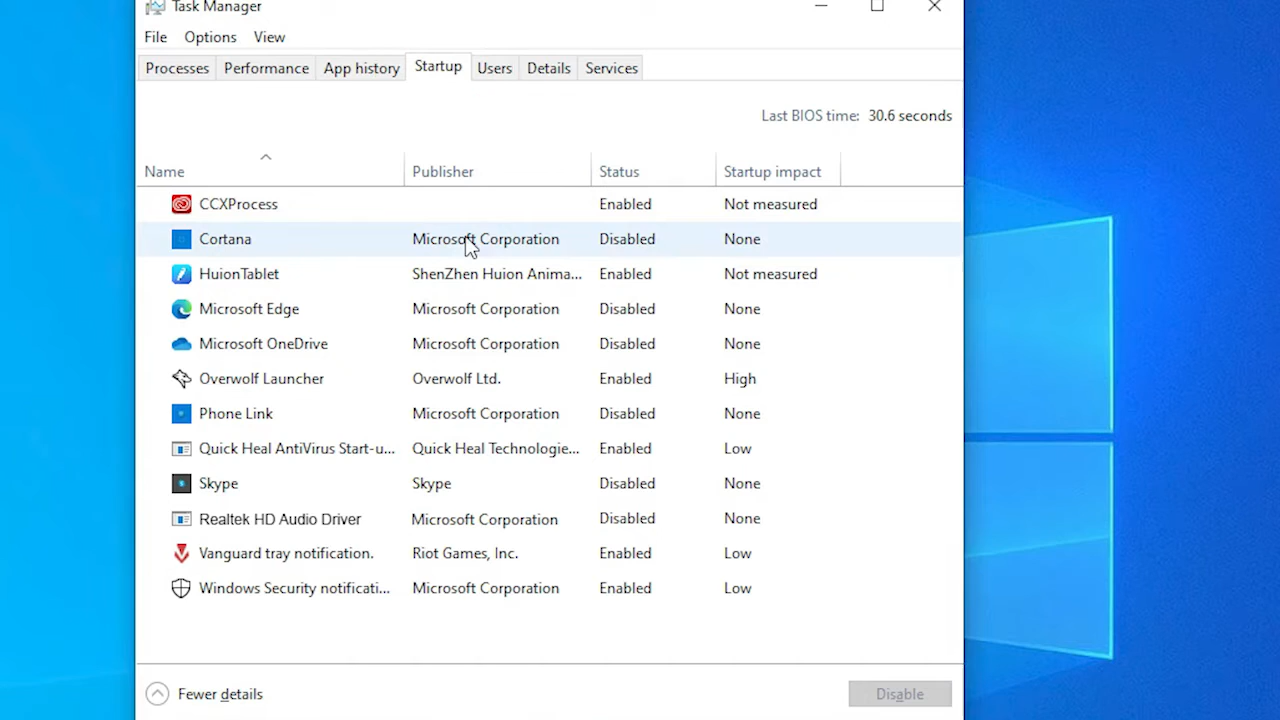 Task Manager
File Options View
Processes Performance App history Startup Users Details Services
Last BIOS time: 30.6 seconds
Name Publisher Status Startup impact
CCXProcess Enabled Not measured
Cortana Microsoft Corporation Disabled None
HuionTablet ShenZhen Huion Anima... Enabled Not measured
Microsoft Edge Microsoft Corporation Disabled None
Microsoft OneDrive Microsoft Corporation Disabled None
Overwolf Launcher Overwolf Ltd. Enabled High
Phone Link Microsoft Corporation Disabled None
Quick Heal AntiVirus Start-u... Quick Heal Technologie... Enabled Low
Skype Skype Disabled None
Realtek HD Audio Driver Microsoft Corporation Disabled None
Vanguard tray notification. Riot Games, Inc. Enabled Low
Windows Security notificati... Microsoft Corporation Enabled Low
Fewer details Disable